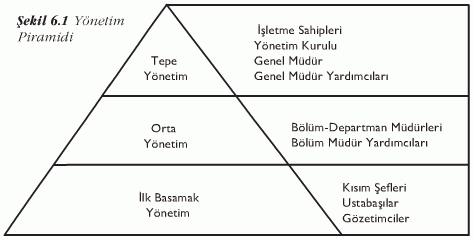 Şekil 6.1 Yönetim
Piramidi
Tepe
Yönetim
İşletme Sahipleri
Yönetim Kurulu
Genel Müdür
Genel Müdür Yardımcıları
Orta
Yönetim
Bölüm-Departman Müdürleri
Bölüm Müdür Yardımcıları
İlk Basamak
Yönetim
Kısım Şefleri
Ustabaşılar
Gözetimciler